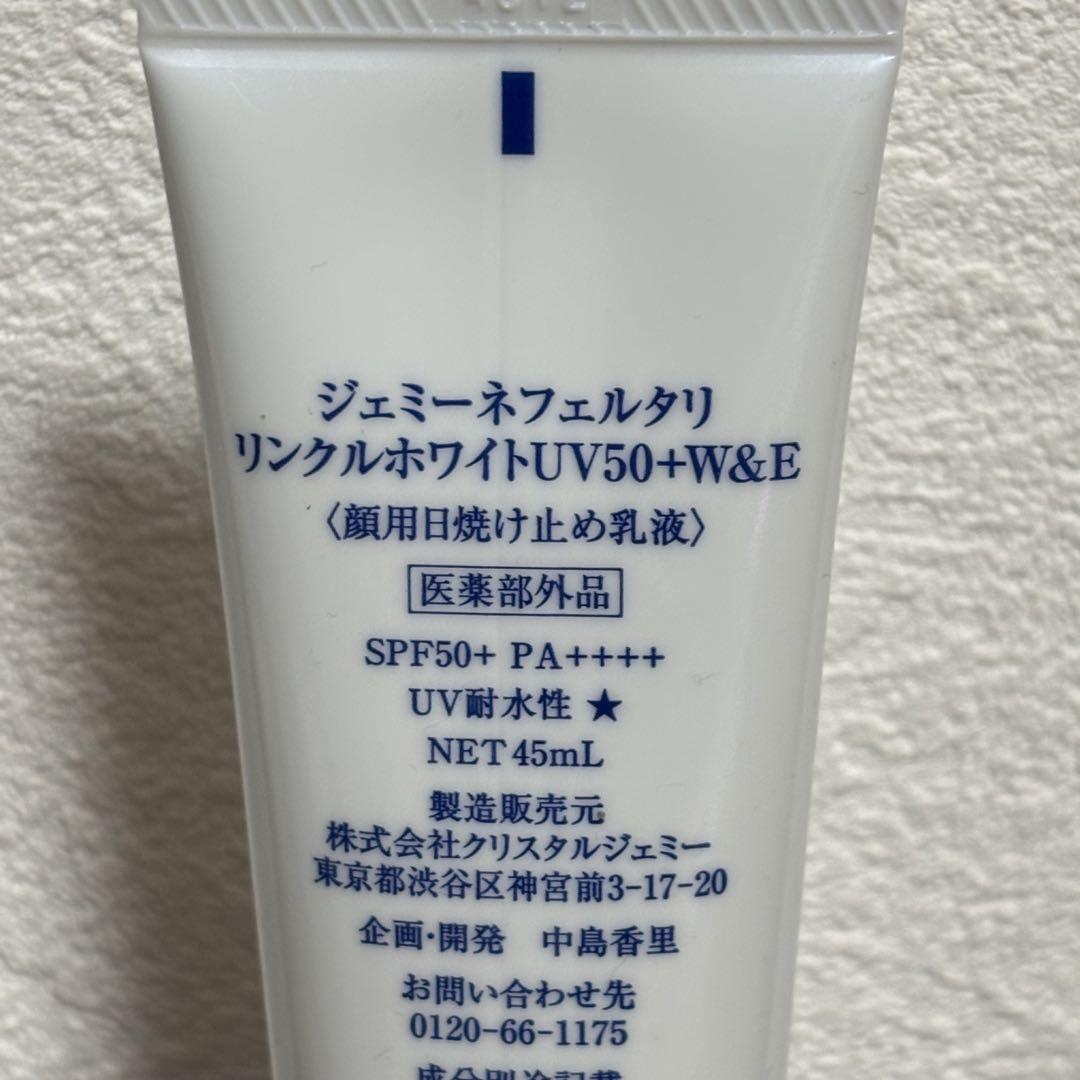 ジェミーネフェルタリ
リンクルホワイトUV50+W&E
〈顔用日焼け止め乳液〉
医薬部外品
SPF50+ PA++++
UV耐水性 ★
NET 45mL
製造販売元
株式会社クリスタルジェミー
東京都渋谷区神宮前3-17-20
企画・開発 中島香里
お問い合わせ先
0120-66-1175